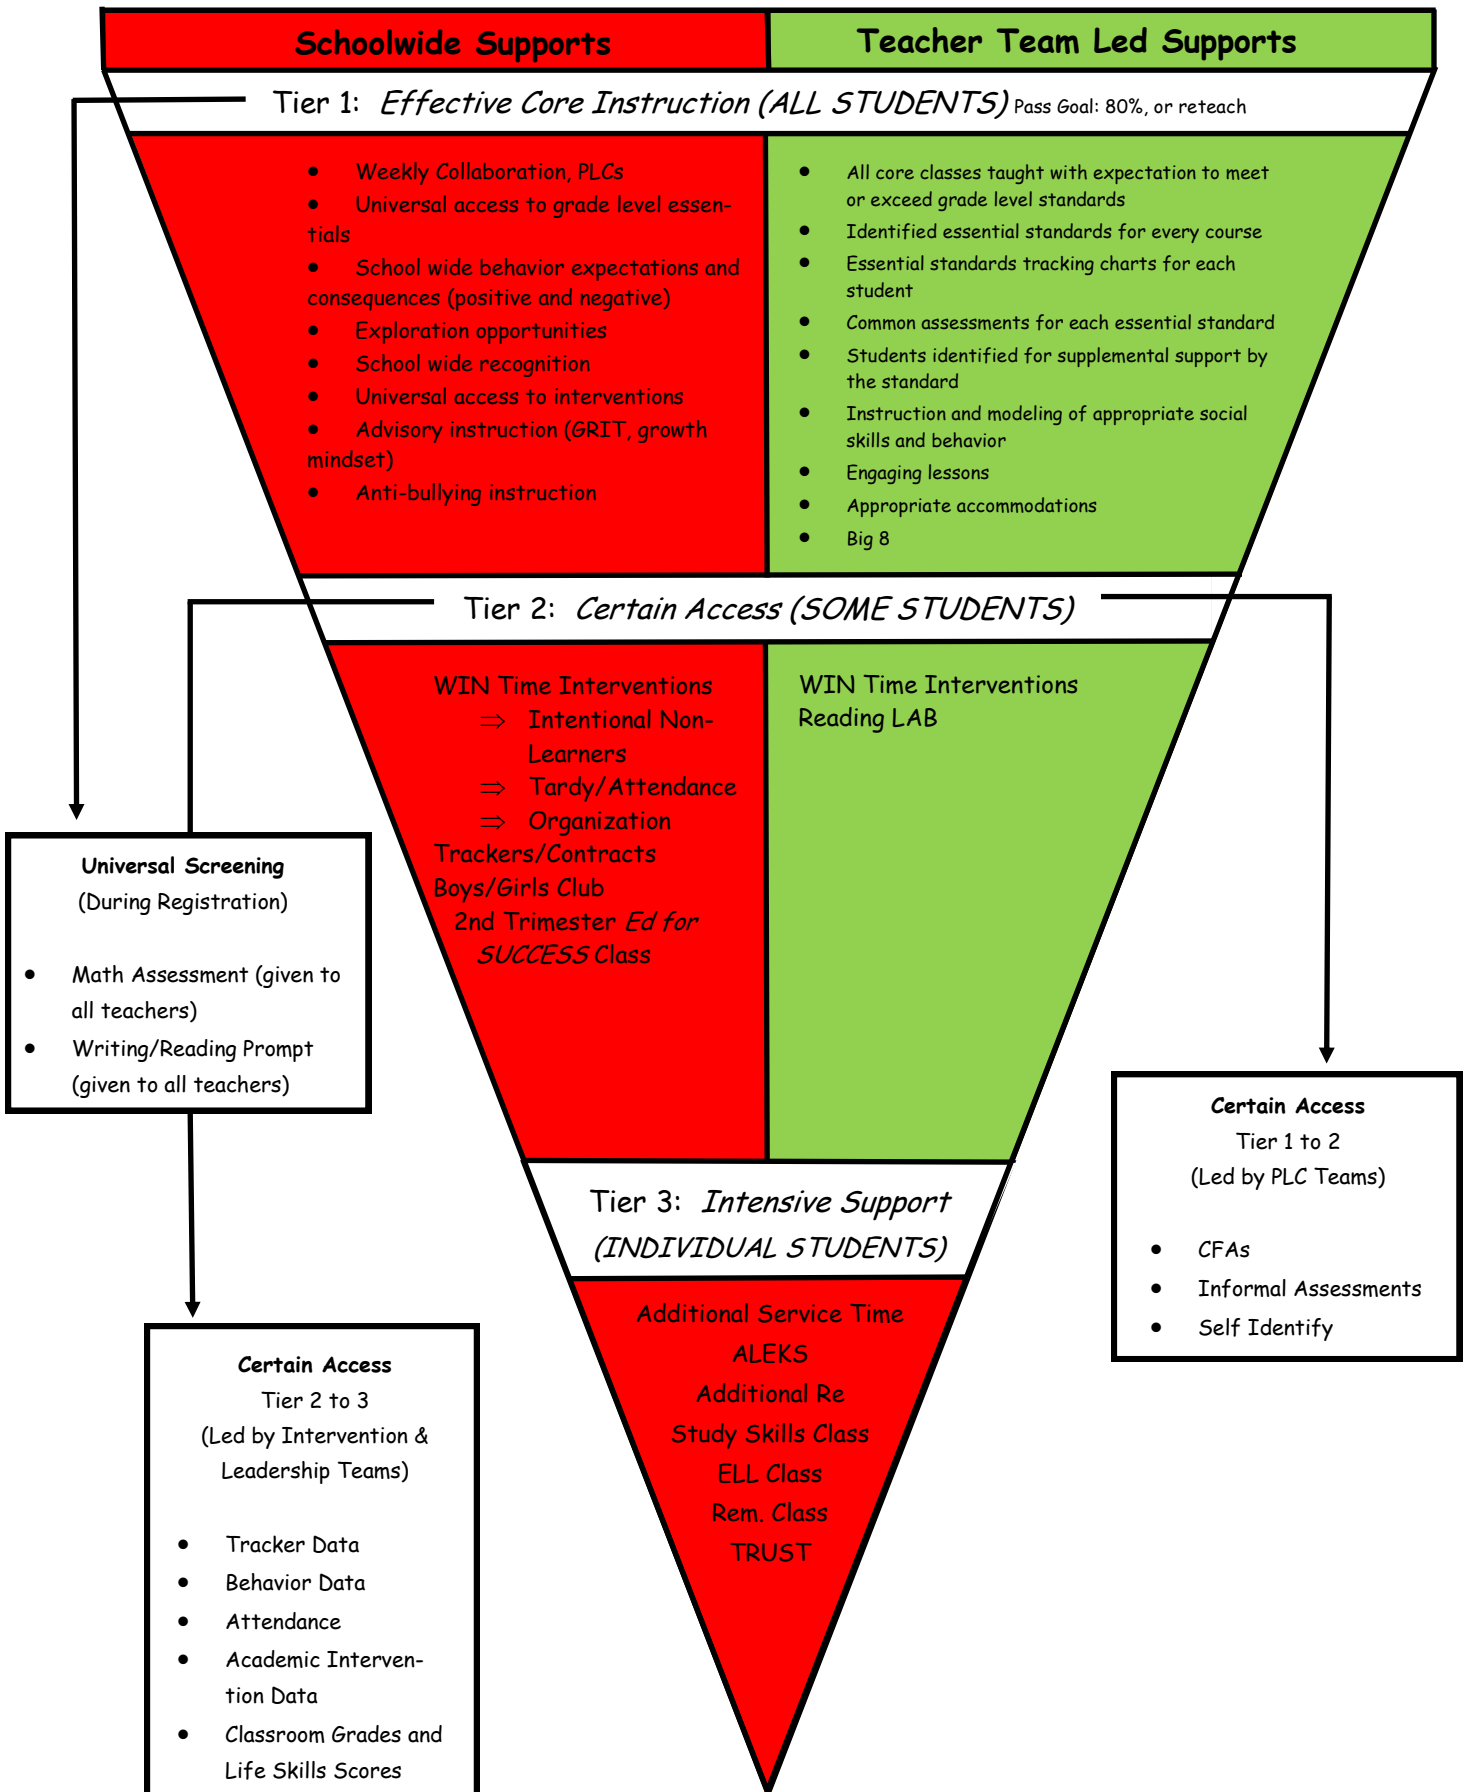 Schoolwide Supports
Teacher Team Led Supports
Tier 1: Effective Core Instruction (ALL STUDENTS) Pass Goal: 80%, or reteach
• Weekly Collaboration, PLCs
• Universal access to grade level essen-
tials
• School wide behavior expectations and
consequences (positive and negative)
• Exploration opportunities
• School wide recognition
• Universal access to interventions
• Advisory instruction (GRIT, growth
mindset)
• Anti-bullying instruction
• All core classes taught with expectation to meet
or exceed grade level standards
• Identified essential standards for every course
• Essential standards tracking charts for each
student
• Common assessments for each essential standard
• Students identified for supplemental support by
the standard
• Instruction and modeling of appropriate social
skills and behavior
• Engaging lessons
• Appropriate accommodations
• Big 8
Tier 2: Certain Access (SOME STUDENTS)
WIN Time Interventions
⇒ Intentional Non-
Learners
⇒ Tardy/Attendance
⇒ Organization
Trackers/Contracts
Boys/Girls Club
2nd Trimester Ed for
SUCCESS Class
WIN Time Interventions
Reading LAB
Universal Screening
(During Registration)
• Math Assessment (given to
all teachers)
• Writing/Reading Prompt
(given to all teachers)
Certain Access
Tier 1 to 2
(Led by PLC Teams)
• CFAs
• Informal Assessments
• Self Identify
Tier 3: Intensive Support
(INDIVIDUAL STUDENTS)
Additional Service Time
ALEKS
Additional Re
Study Skills Class
ELL Class
Rem. Class
TRUST
Certain Access
Tier 2 to 3
(Led by Intervention &
Leadership Teams)
• Tracker Data
• Behavior Data
• Attendance
• Academic Interven-
tion Data
• Classroom Grades and
Life Skills Scores